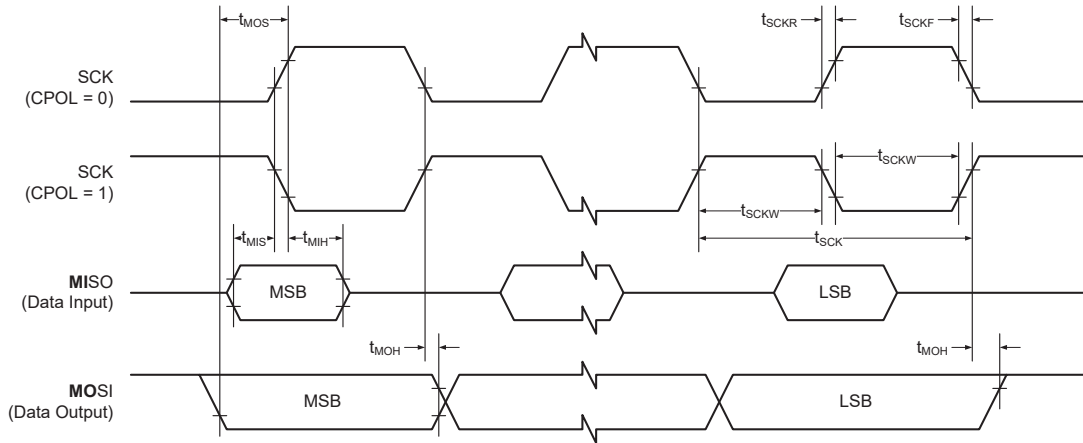 tMOS
tSCKR
tSCKF
SCK
(CPOL = 0)
SCK
(CPOL = 1)
tSCKW
tSCKW
tMIS
tMIH
tSCK
MISO
(Data Input)
MSB
LSB
tMOH
tMOH
MOSI
(Data Output)
MSB
LSB